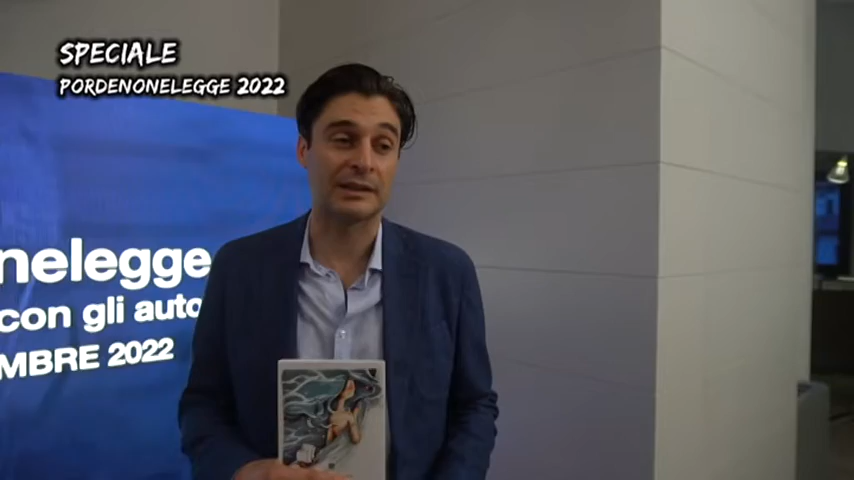 SPECIALE
PORDENONELEGGE 2022
nelegge
con gli auto
MBRE 2022